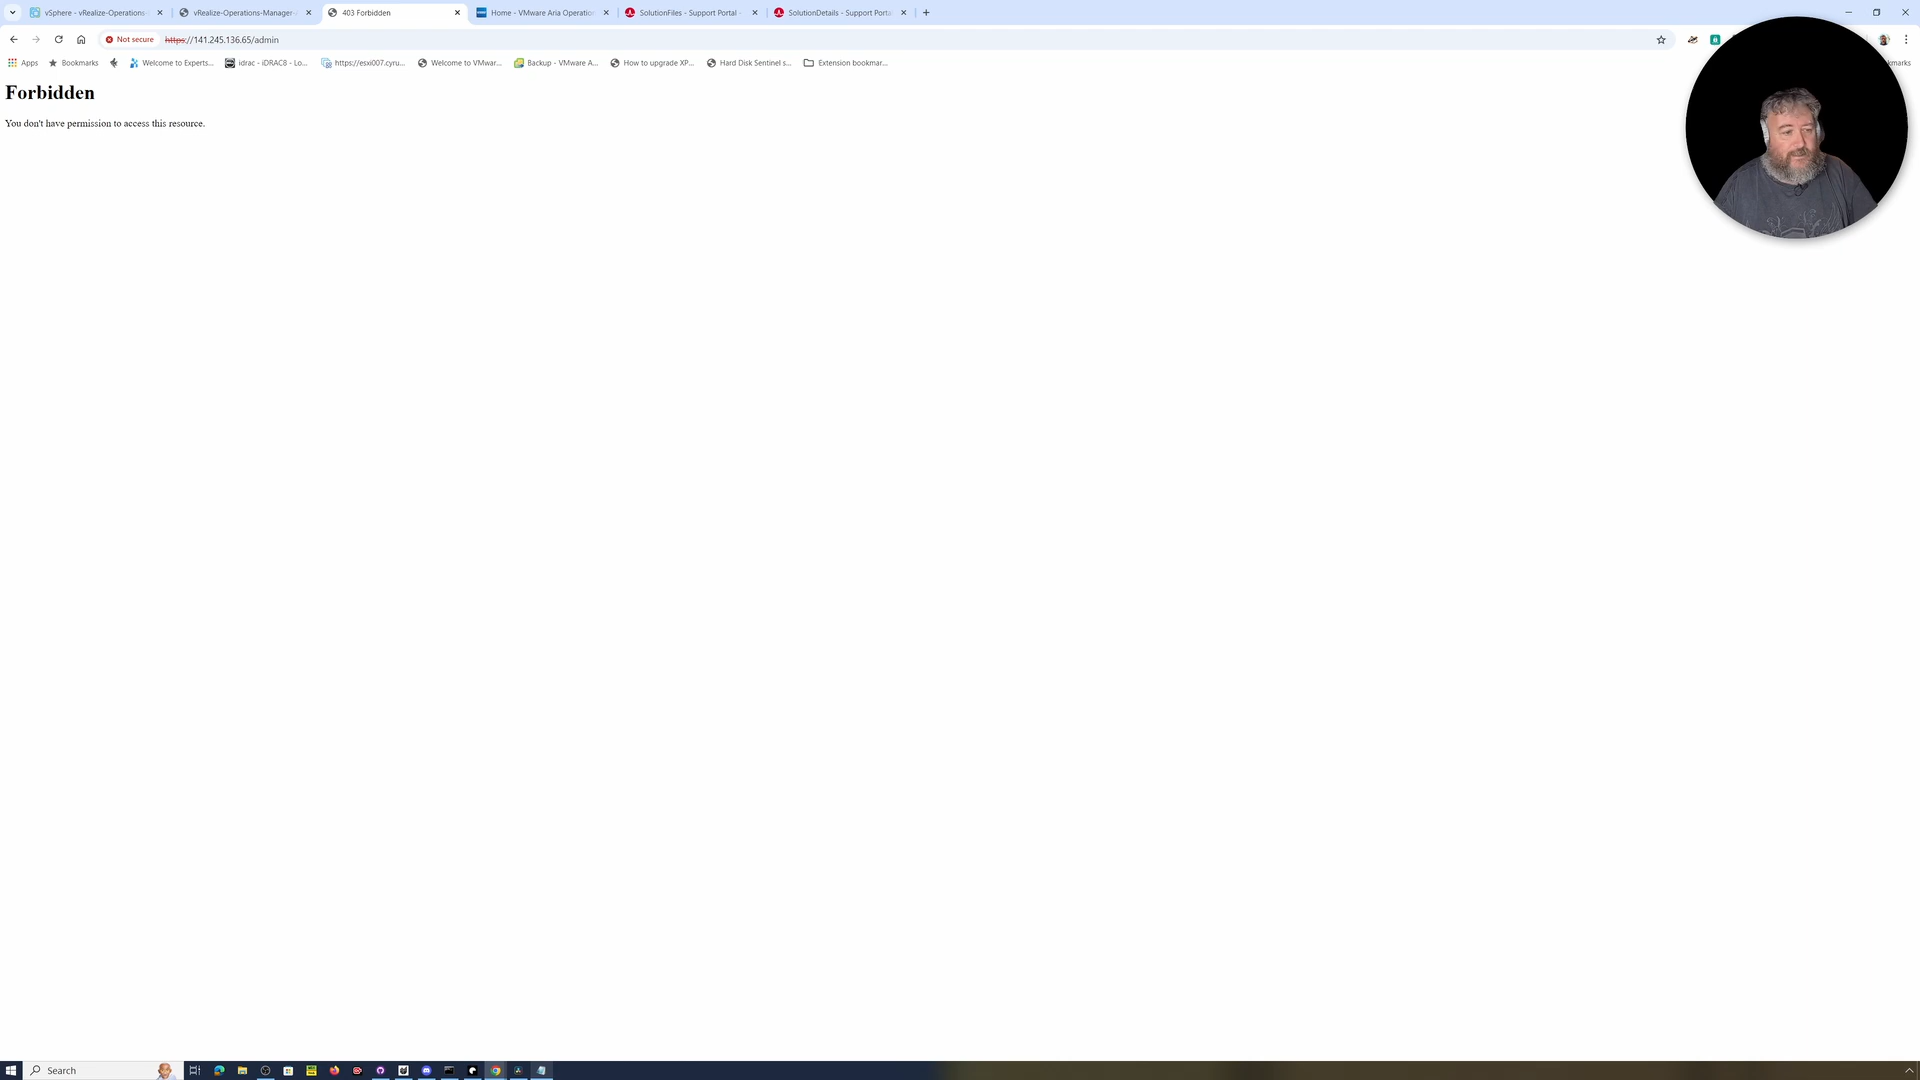 vSphere - vRealize-Operations-
vRealize-Operations-Manager-
403 Forbidden
Home - VMware Aria Operation
SolutionFiles - Support Portal -
SolutionDetails - Support Porta
Not secure
https://141.245.136.65/admin
Apps
Bookmarks
Welcome to Experts...
idrac - iDRAC8 - Lo...
https://esxi007.cyru...
Welcome to VMwar...
Backup - VMware A...
How to upgrade XP...
Hard Disk Sentinel s...
Extension bookmar...
kmarks
Forbidden
You don't have permission to access this resource.
Search